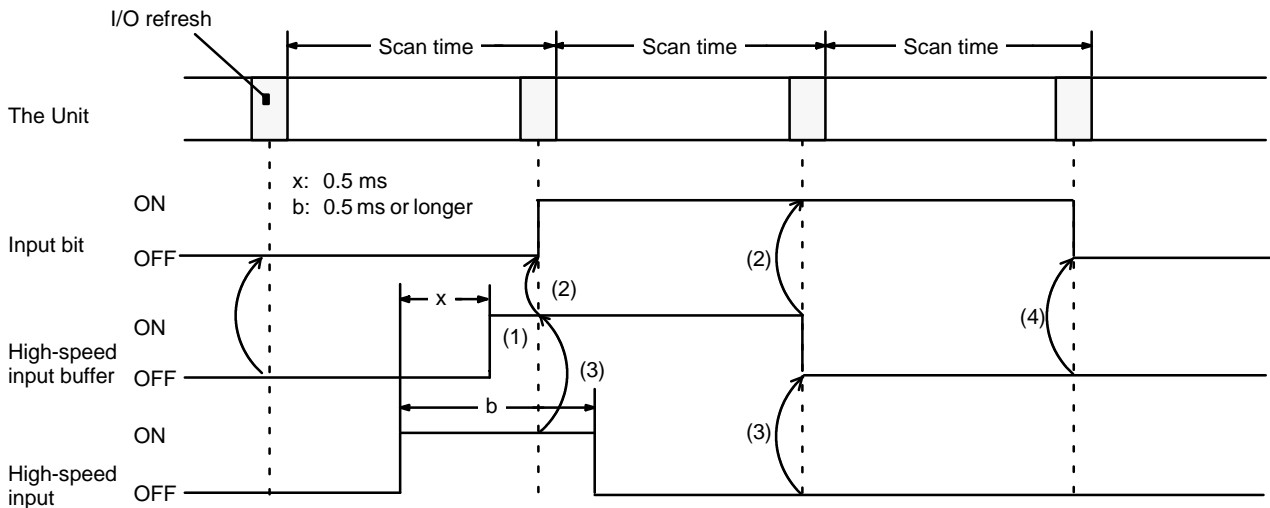 I/O refresh
Scan time
Scan time
Scan time
The Unit
x: 0.5 ms
b: 0.5 ms or longer
ON
Input bit
OFF
(2)
(2)
x
ON
(1)
(4)
High-speed
input buffer
OFF
(3)
b
ON
(3)
High-speed
input
OFF